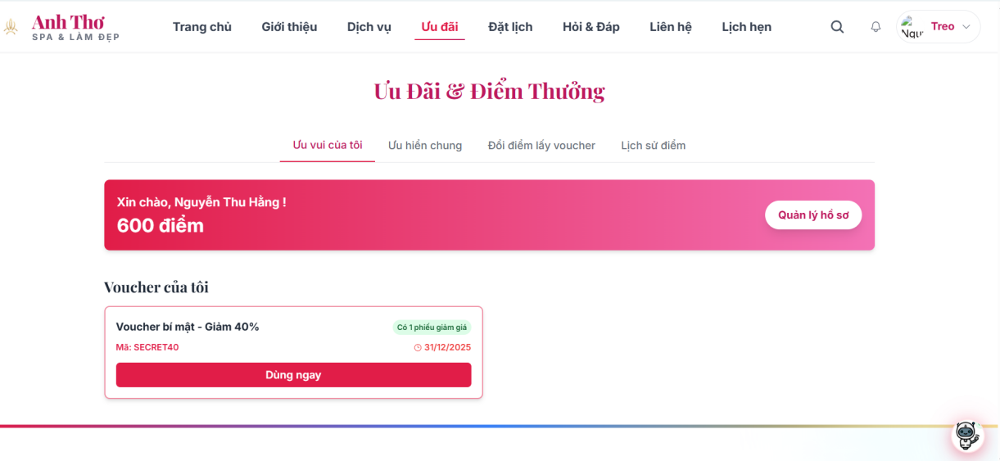 Anh Thơ
SPA & LÀM ĐẸP
Trang chủ
Giới thiệu
Dịch vụ
Ưu đãi
Đặt lịch
Hỏi & Đáp
Liên hệ
Lịch hẹn
Treo
Ưu Đãi & Điểm Thưởng
Ưu vui của tôi
Ưu hiển chung
Đổi điểm lấy voucher
Lịch sử điểm
Xin chào, Nguyễn Thu Hằng !
600 điểm
Quản lý hồ sơ
Voucher của tôi
Voucher bí mật - Giảm 40%
Có 1 phiếu giảm giá
Mã: SECRET40
31/12/2025
Dùng ngay